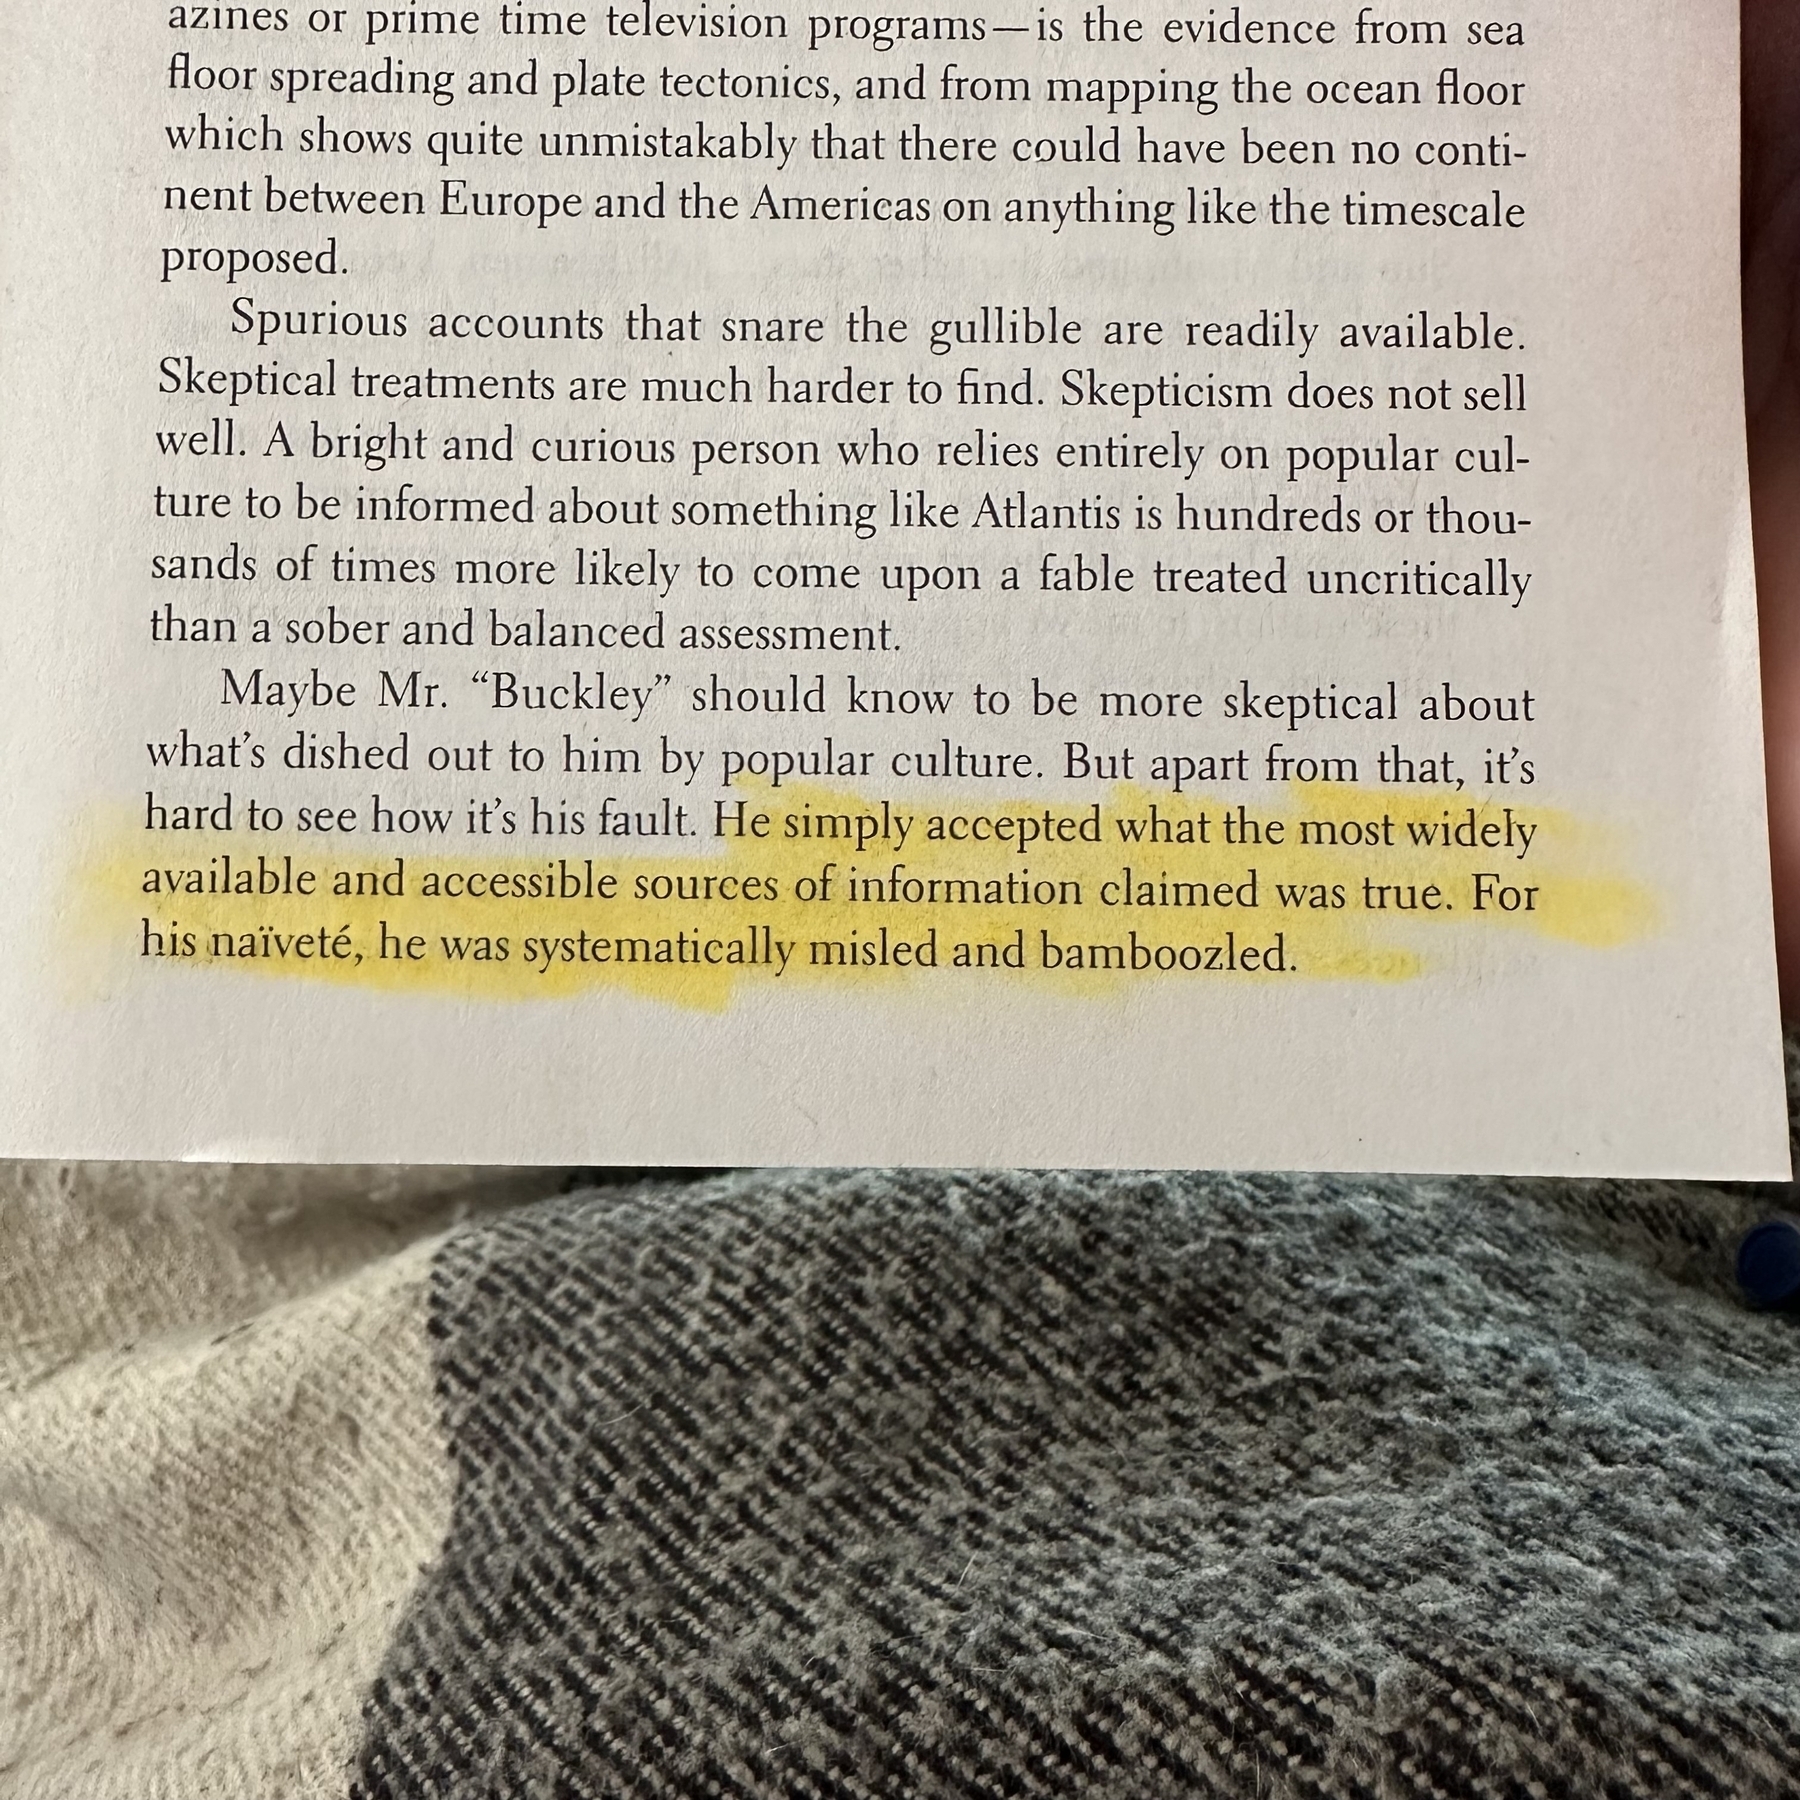 azines or prime time television programs—is the evidence from sea
floor spreading and plate tectonics, and from mapping the ocean floor
which shows quite unmistakably that there could have been no conti-
nent between Europe and the Americas on anything like the timescale
proposed.
Spurious accounts that snare the gullible are readily available.
Skeptical treatments are much harder to find. Skepticism does not sell
well. A bright and curious person who relies entirely on popular cul-
ture to be informed about something like Atlantis is hundreds or thou-
sands of times more likely to come upon a fable treated uncritically
than a sober and balanced assessment.
Maybe Mr. “Buckley” should know to be more skeptical about
what’s dished out to him by popular culture. But apart from that, it’s
hard to see how it’s his fault. He simply accepted what the most widely
available and accessible sources of information claimed was true. For
his naïveté, he was systematically misled and bamboozled.